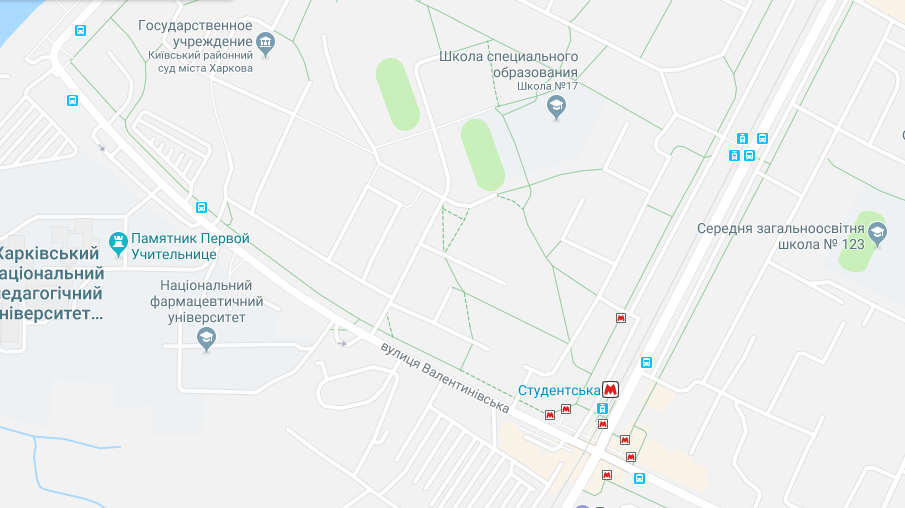 Государственное
учреждение
Київський районний
суд міста Харкова
Школа специального
образования
Школа №17
Середня загальноосвітня
школа № 123
Памятник Первой
Учительнице
Харківський
національний
педагогічний
університет...
Національний
фармацевтичний
університет
вулиця Валентинівська
Студентська